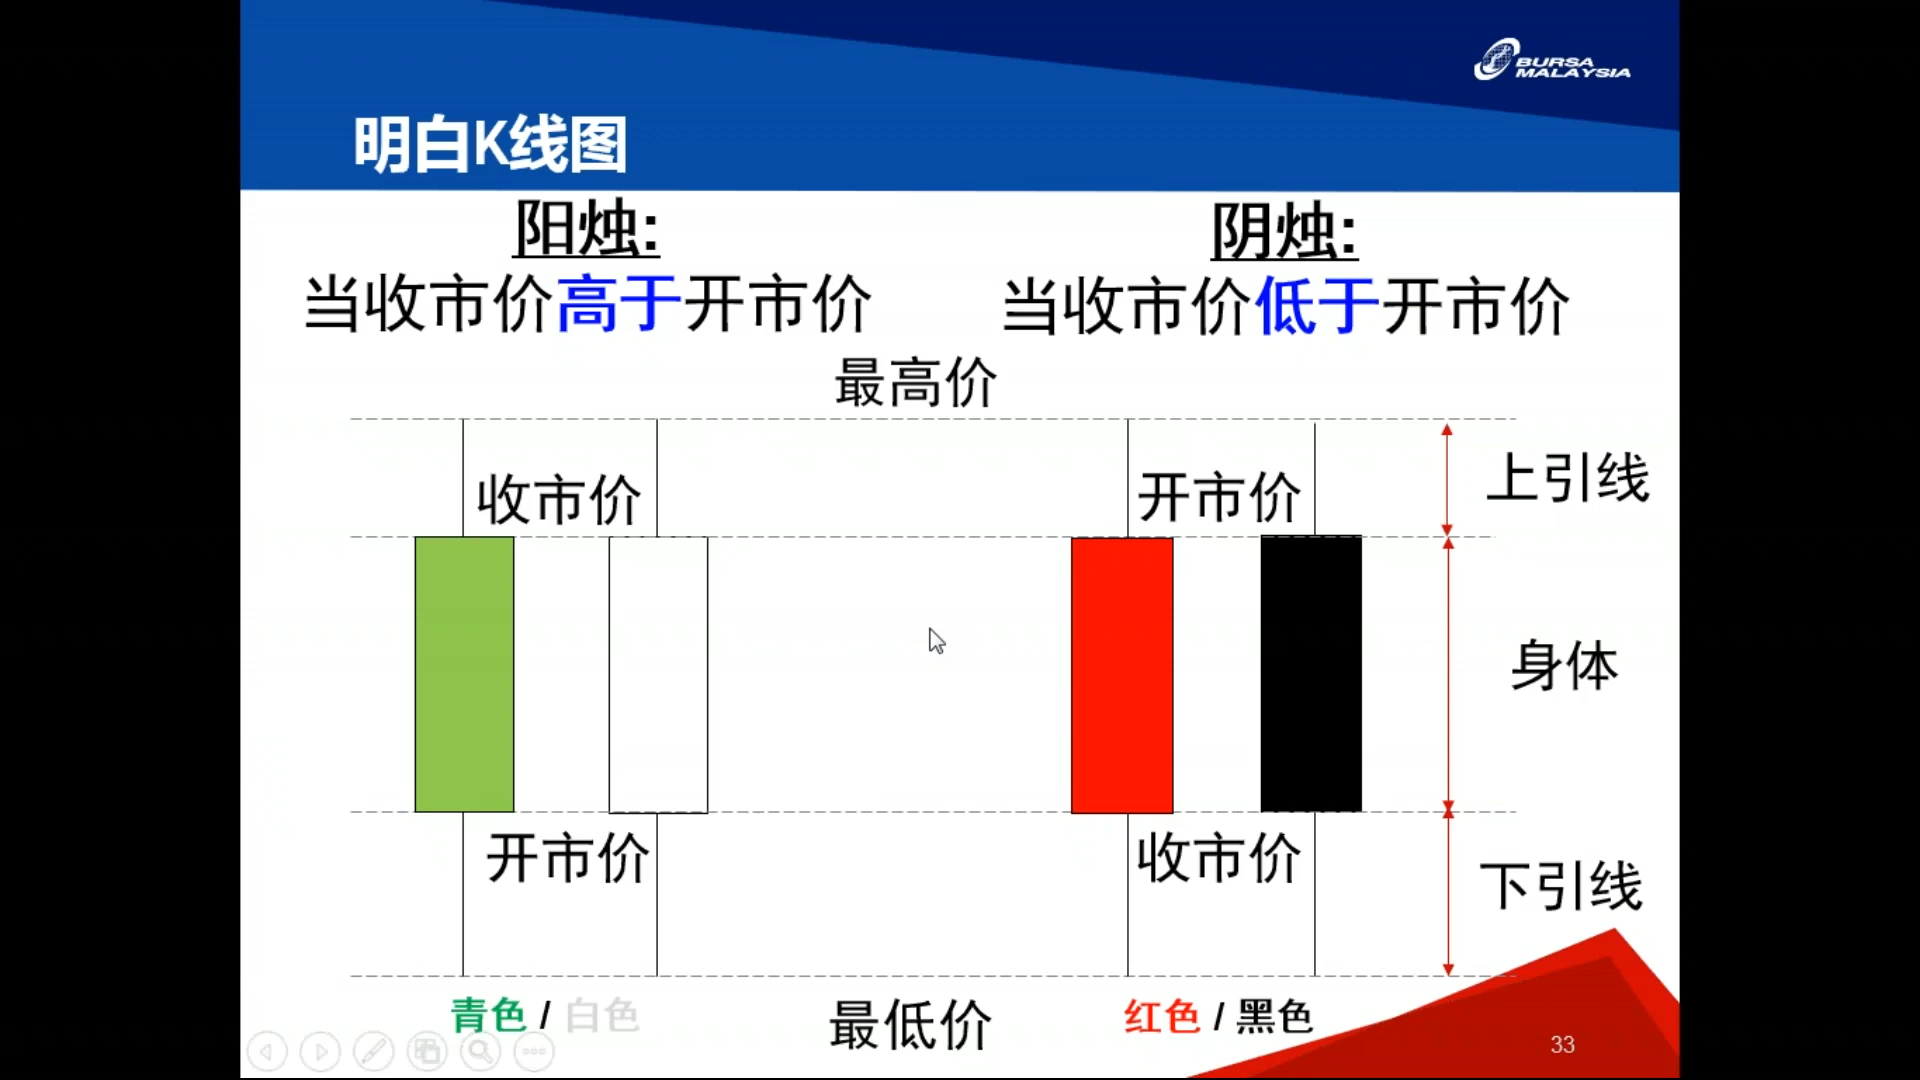 BURSA
MALAYSIA
明白K线图
阳烛:
当收市价高于开市价
阴烛:
当收市价低于开市价
最高价
收市价
开市价
上引线
身体
开市价
收市价
下引线
青色 / 白色
最低价
红色 / 黑色
33